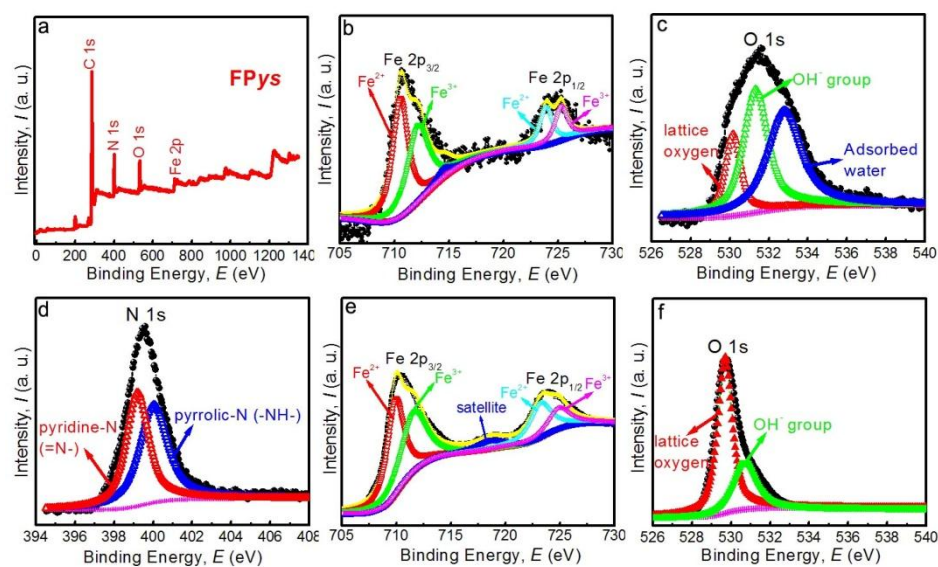 a
FPys
C 1s
N 1s
O 1s
Fe 2p
Intensity, I (a. u.)
0 200 400 600 800 1000 1200 1400
Binding Energy, E (eV)
b
Fe 2p3/2
Fe2+
Fe3+
Fe 2p1/2
Fe2+
Fe3+
Intensity, I (a. u.)
705 710 715 720 725 730
Binding Energy, E (eV)
c
O 1s
OH- group
lattice
oxygen
Adsorbed
water
Intensity, I (a. u.)
526 528 530 532 534 536 538 540
Binding Energy, E (eV)
d
N 1s
pyridine-N
(=N-)
pyrrolic-N (-NH-)
Intensity, I (a. u.)
394 396 398 400 402 404 406 408
Binding Energy, E (eV)
e
Fe 2p3/2
Fe2+
Fe3+
satellite
Fe 2p1/2
Fe2+
Fe3+
Intensity, I (a. u.)
705 710 715 720 725 730
Binding Energy, E (eV)
f
O 1s
lattice
oxygen
OH- group
Intensity, I (a. u.)
526 528 530 532 534 536 538 540
Binding Energy, E (eV)